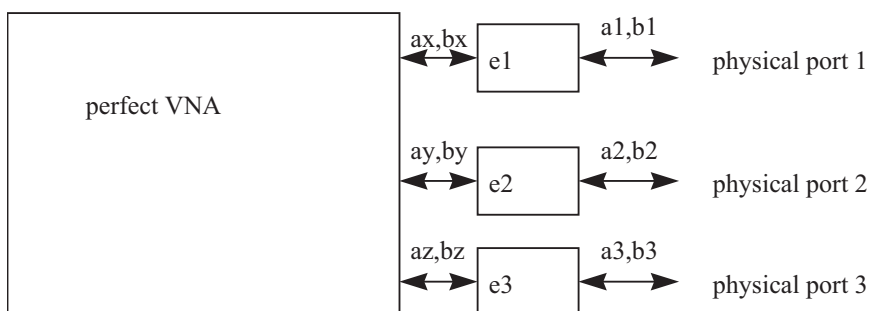 ax,bx
e1
a1,b1
physical port 1
perfect VNA
ay,by
e2
a2,b2
physical port 2
az,bz
e3
a3,b3
physical port 3